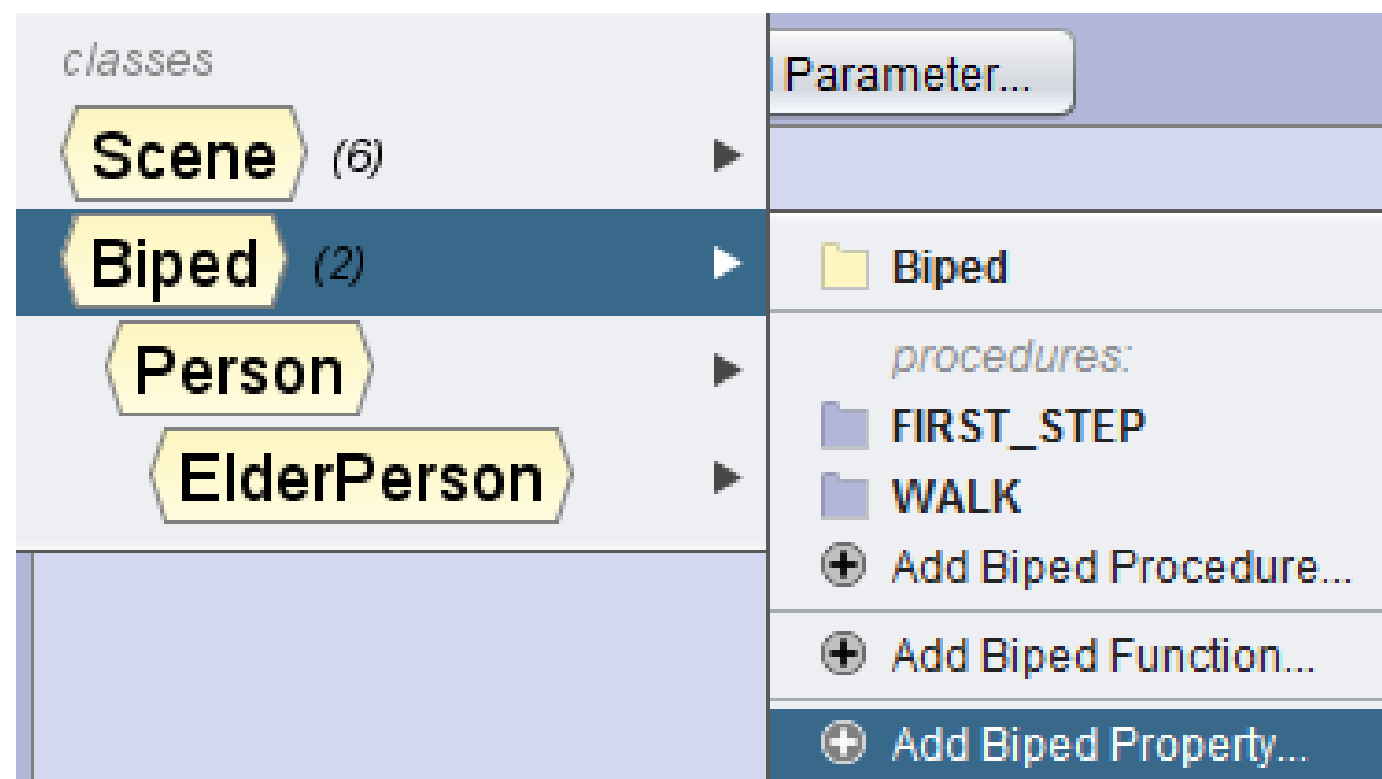 classes
Scene (6)
Biped (2)
Person
ElderPerson
Parameter...
Biped
procedures:
FIRST_STEP
WALK
Add Biped Procedure...
Add Biped Function...
Add Biped Property...